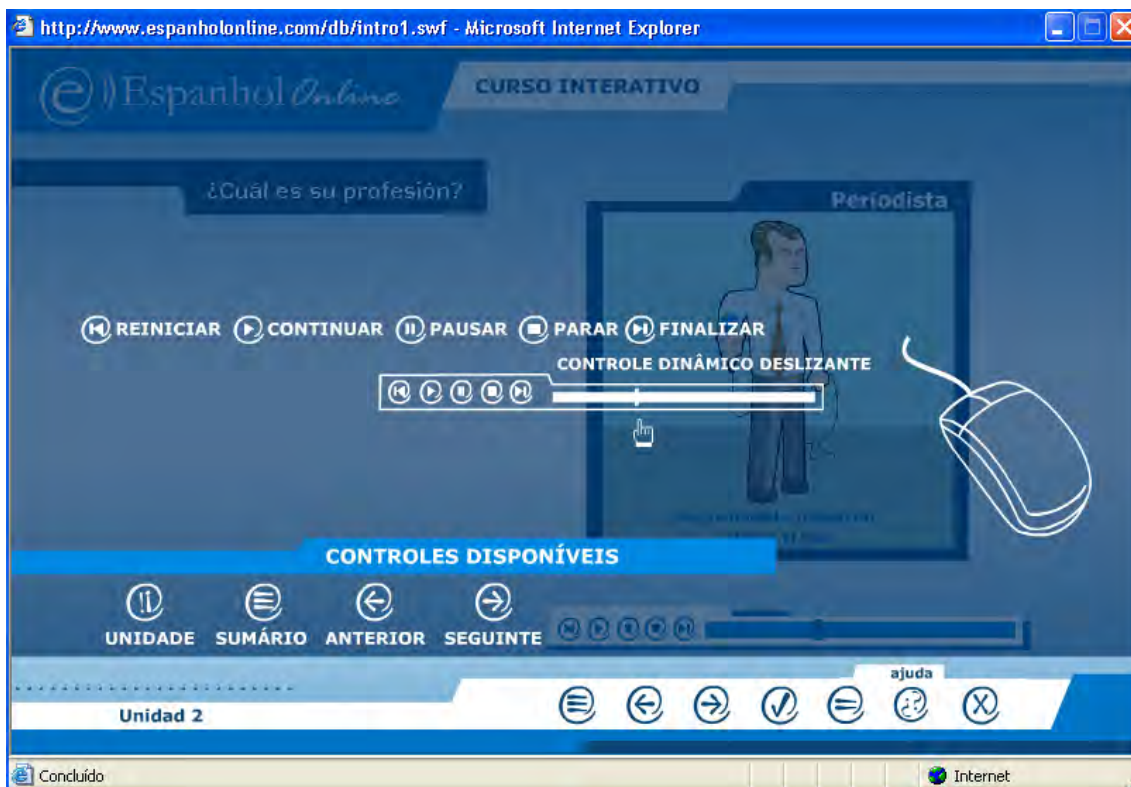 http://www.espanholonline.com/db/intro1.swf - Microsoft Internet Explorer
e Espanhol Online
CURSO INTERATIVO
¿Cuál es su profesión?
Periodista
REINICIAR CONTINUAR PAUSAR PARAR FINALIZAR
CONTROLE DINÂMICO DESLIZANTE
CONTROLES DISPONÍVEIS
UNIDADE SUMÁRIO ANTERIOR SEGUINTE
ajuda
Unidad 2
Concluído
Internet